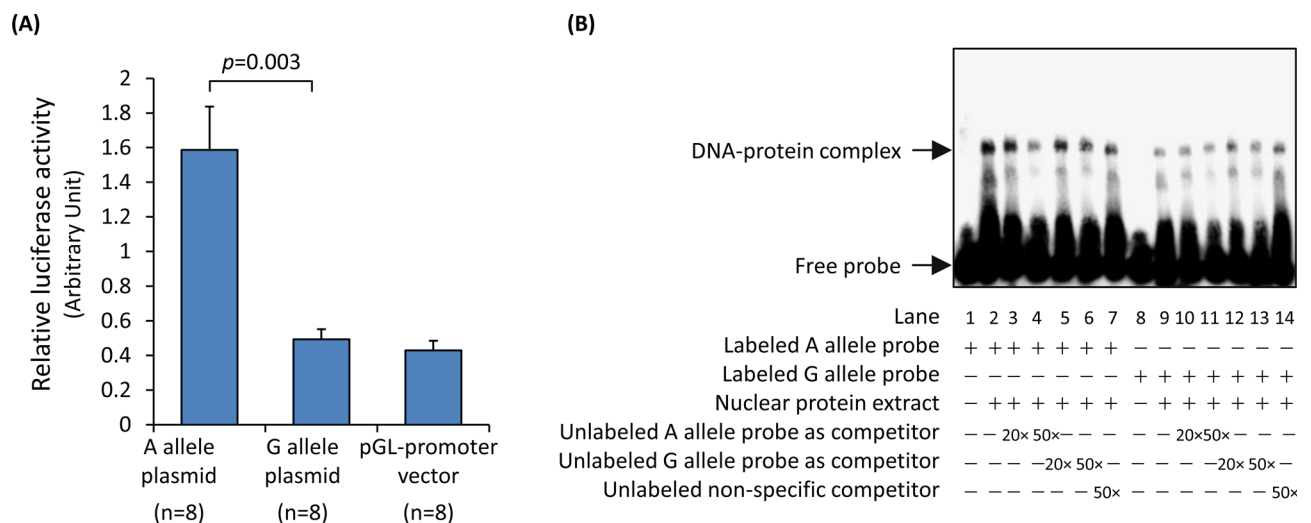 (A)
p=0.003
Relative luciferase activity
(Arbitrary Unit)
2
1.8
1.6
1.4
1.2
1
0.8
0.6
0.4
0.2
0
A allele
plasmid
(n=8)
G allele
plasmid
(n=8)
pGL-promoter
vector
(n=8)
(B)
DNA-protein complex
Free probe
Lane 1 2 3 4 5 6 7 8 9 10 11 12 13 14
Labeled A allele probe + + + + + + + − − − − − − −
Labeled G allele probe − − − − − − − + + + + + + +
Nuclear protein extract − + + + + + + − + + + + + +
Unlabeled A allele probe as competitor − − 20× 50× − − − − − 20× 50× − − −
Unlabeled G allele probe as competitor − − − − 20× 50× − − − − − 20× 50× −
Unlabeled non-specific competitor − − − − − − 50× − − − − − − 50×